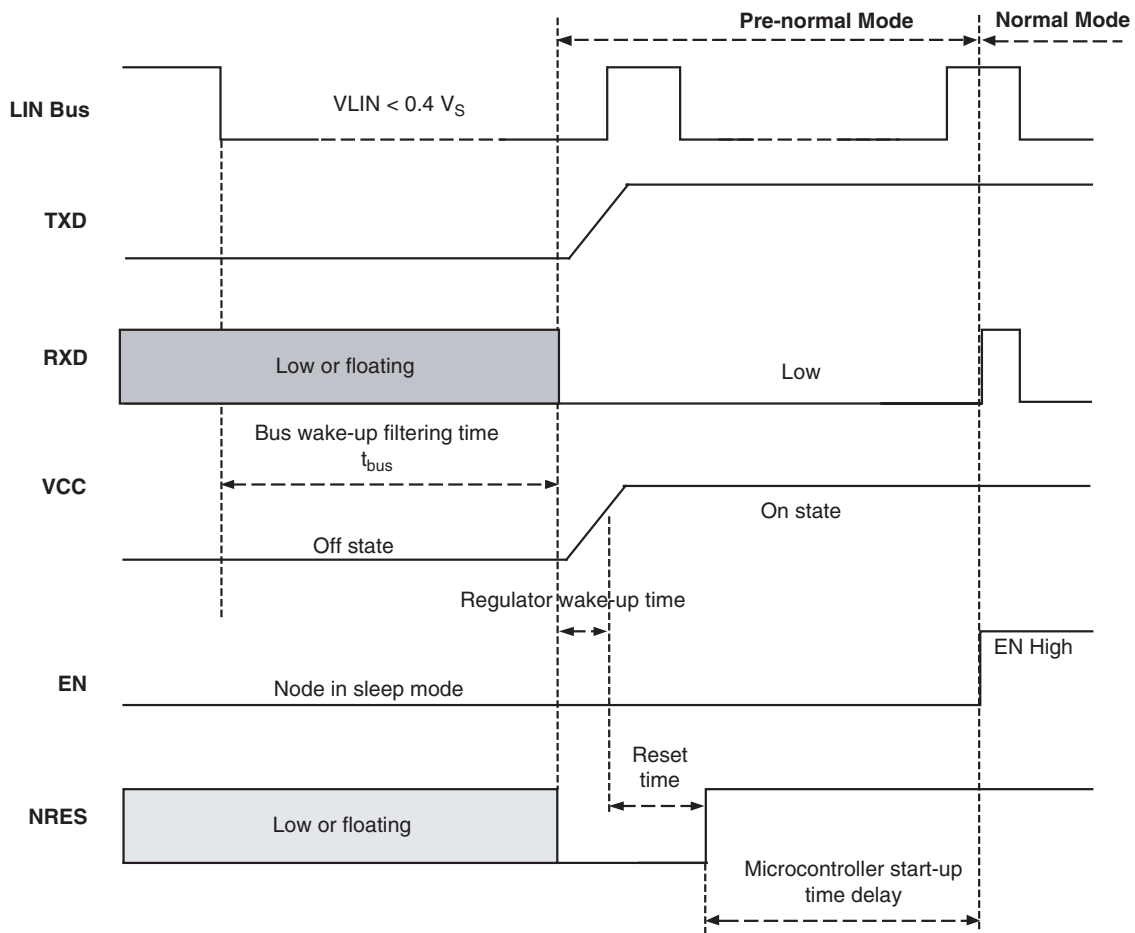 Pre-normal Mode
Normal Mode
LIN Bus
VLIN < 0.4 VS
TXD
RXD
Low or floating
Low
Bus wake-up filtering time
tbus
VCC
On state
Off state
Regulator wake-up time
EN High
EN
Node in sleep mode
Reset
time
NRES
Low or floating
Microcontroller start-up
time delay